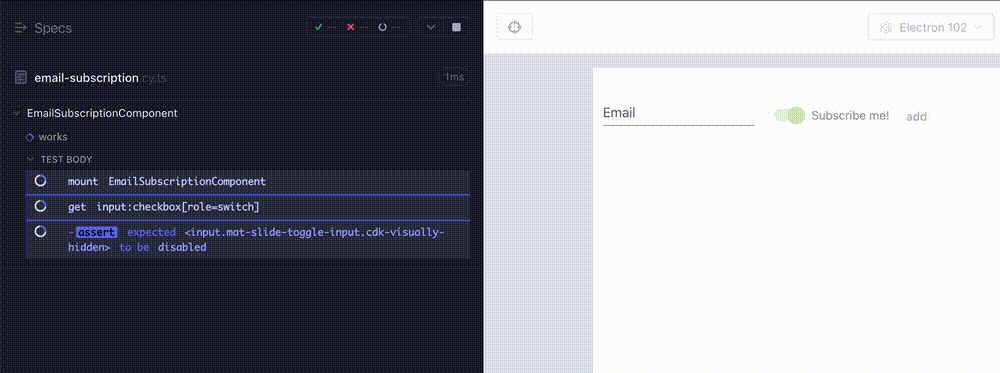 Specs
-- -- --
Electron 102
email-subscription.cy.ts
1ms
EmailSubscriptionComponent
works
TEST BODY
mount EmailSubscriptionComponent
get input:checkbox[role=switch]
-assert expected <input.mat-slide-toggle-input.cdk-visually-
hidden> to be disabled
Email
Subscribe me!
add